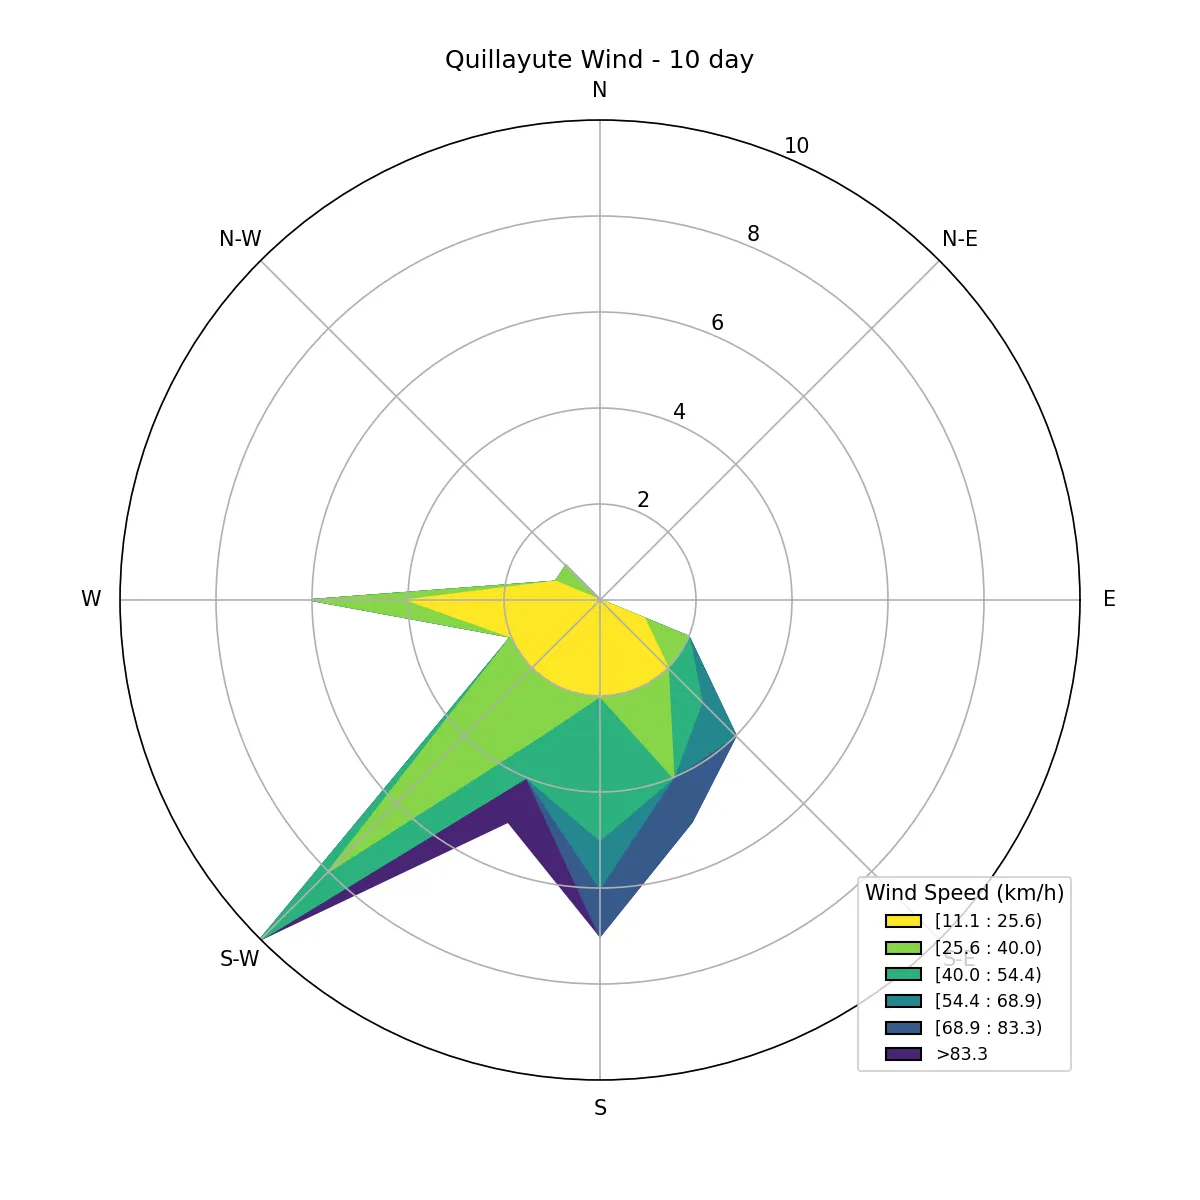 Quillayute Wind - 10 day
N
10
N-W
N-E
8
6
4
2
W
E
S-W
S-E
S
Wind Speed (km/h)
[11.1 : 25.6)
[25.6 : 40.0)
[40.0 : 54.4)
[54.4 : 68.9)
[68.9 : 83.3)
>83.3